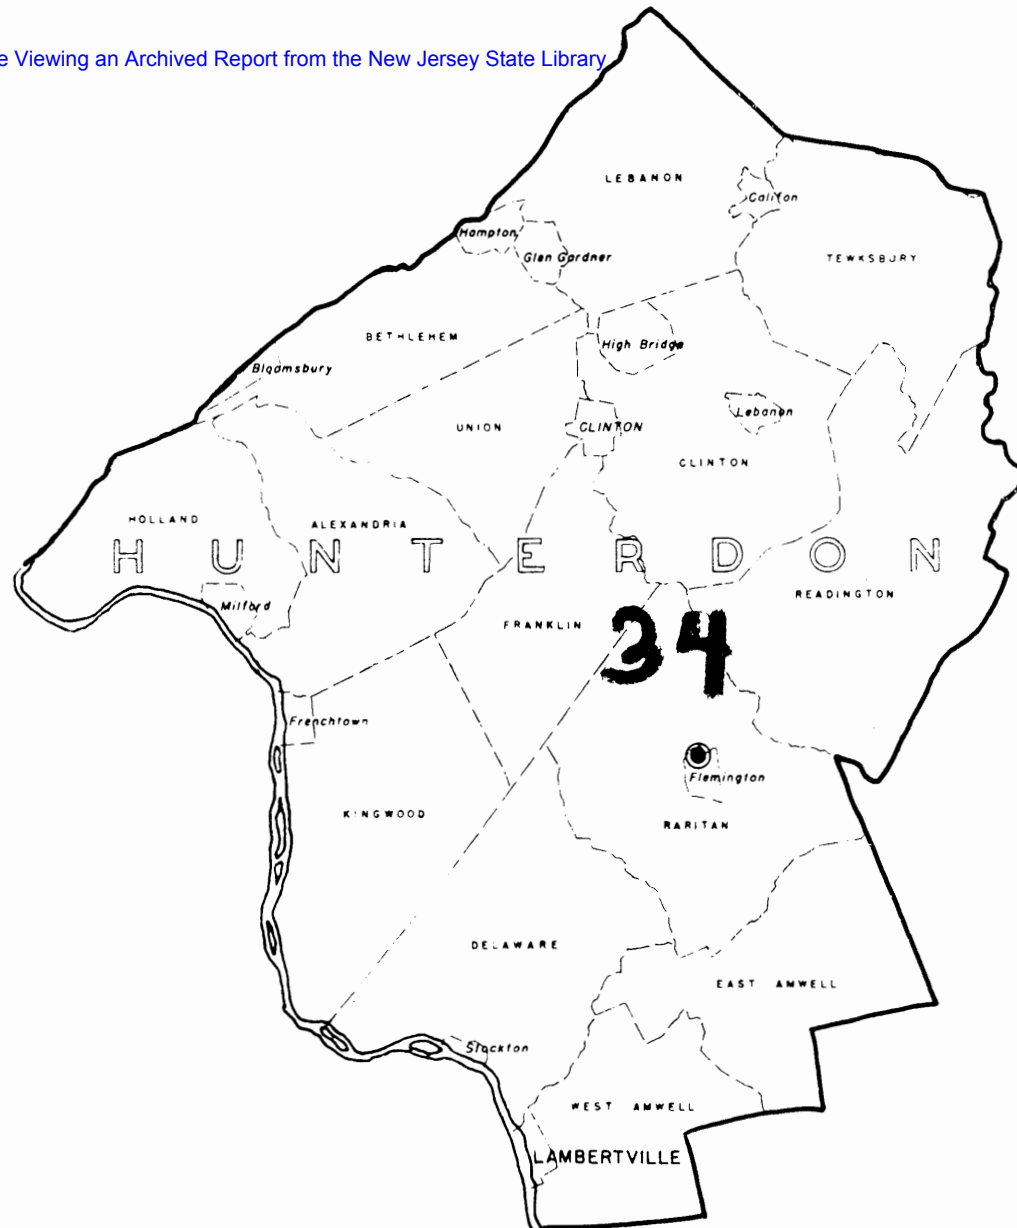 e Viewing an Archived Report from the New Jersey State Library
LEBANON
Califon
Hampton
Glen Gardner
TEWKSBURY
BETHLEHEM
High Bridge
Bloomsbury
Lebanon
UNION
CLINTON
CLINTON
HOLLAND
ALEXANDRIA
HUNTERDON
READINGTON
Milford
FRANKLIN
34
Frenchtown
Flemington
KINGWOOD
RARITAN
DELAWARE
EAST AMWELL
Stockton
WEST AMWELL
LAMBERTVILLE